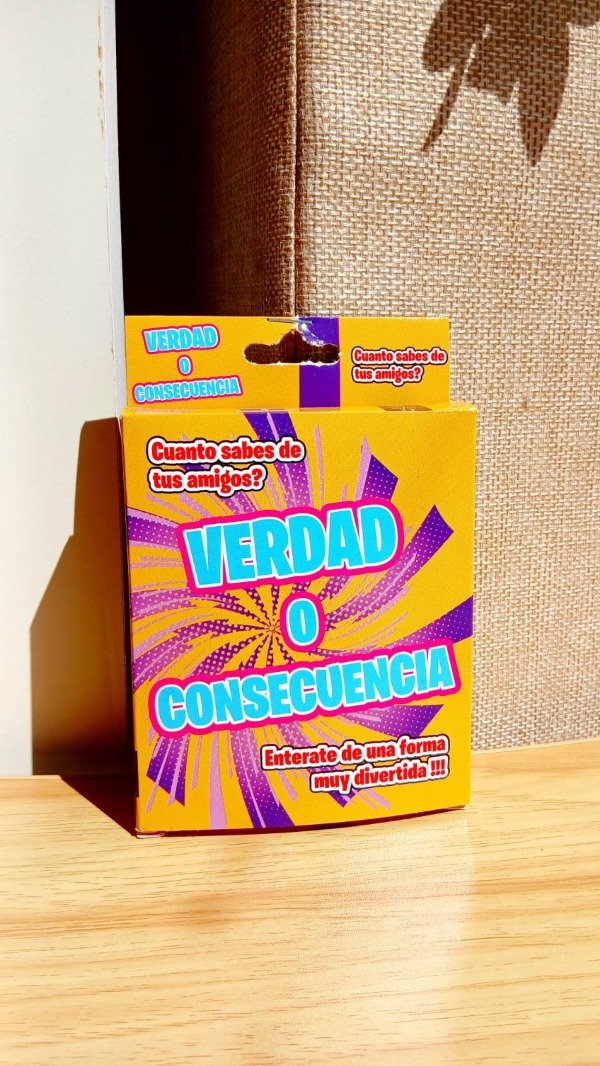 VERDAD
O
CONSECUENCIA
Cuanto sabes de
tus amigos?
Cuanto sabes de
tus amigos?
VERDAD
O
CONSECUENCIA
Enterate de una forma
muy divertida !!!